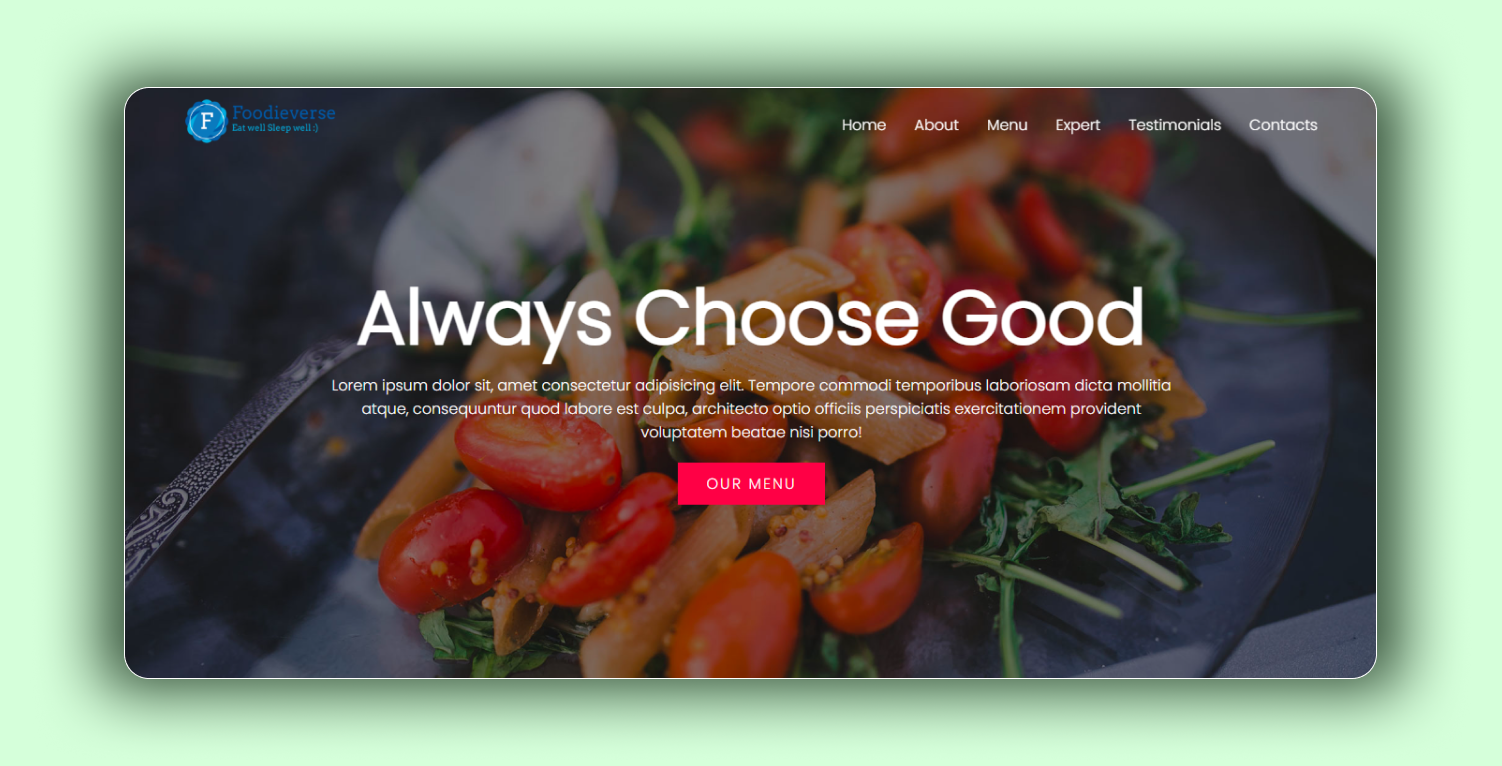 F
Foodieverse
Eat well Sleep well :)
Home About Menu Expert Testimonials Contacts
Always Choose Good
Lorem ipsum dolor sit, amet consectetur adipisicing elit. Tempore commodi temporibus laboriosam dicta mollitia
atque, consequuntur quod labore est culpa, architecto optio officiis perspiciatis exercitationem provident
voluptatem beatae nisi porro!
OUR MENU